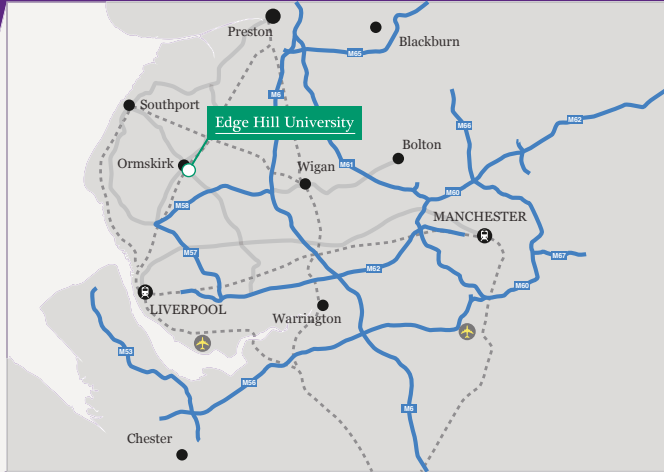 Preston
Blackburn
M65
M6
Southport
M66
M62
Edge Hill University
Bolton
Ormskirk
Wigan
M61
M60
M58
MANCHESTER
M57
M67
M62
M60
LIVERPOOL
Warrington
M53
M56
M6
Chester